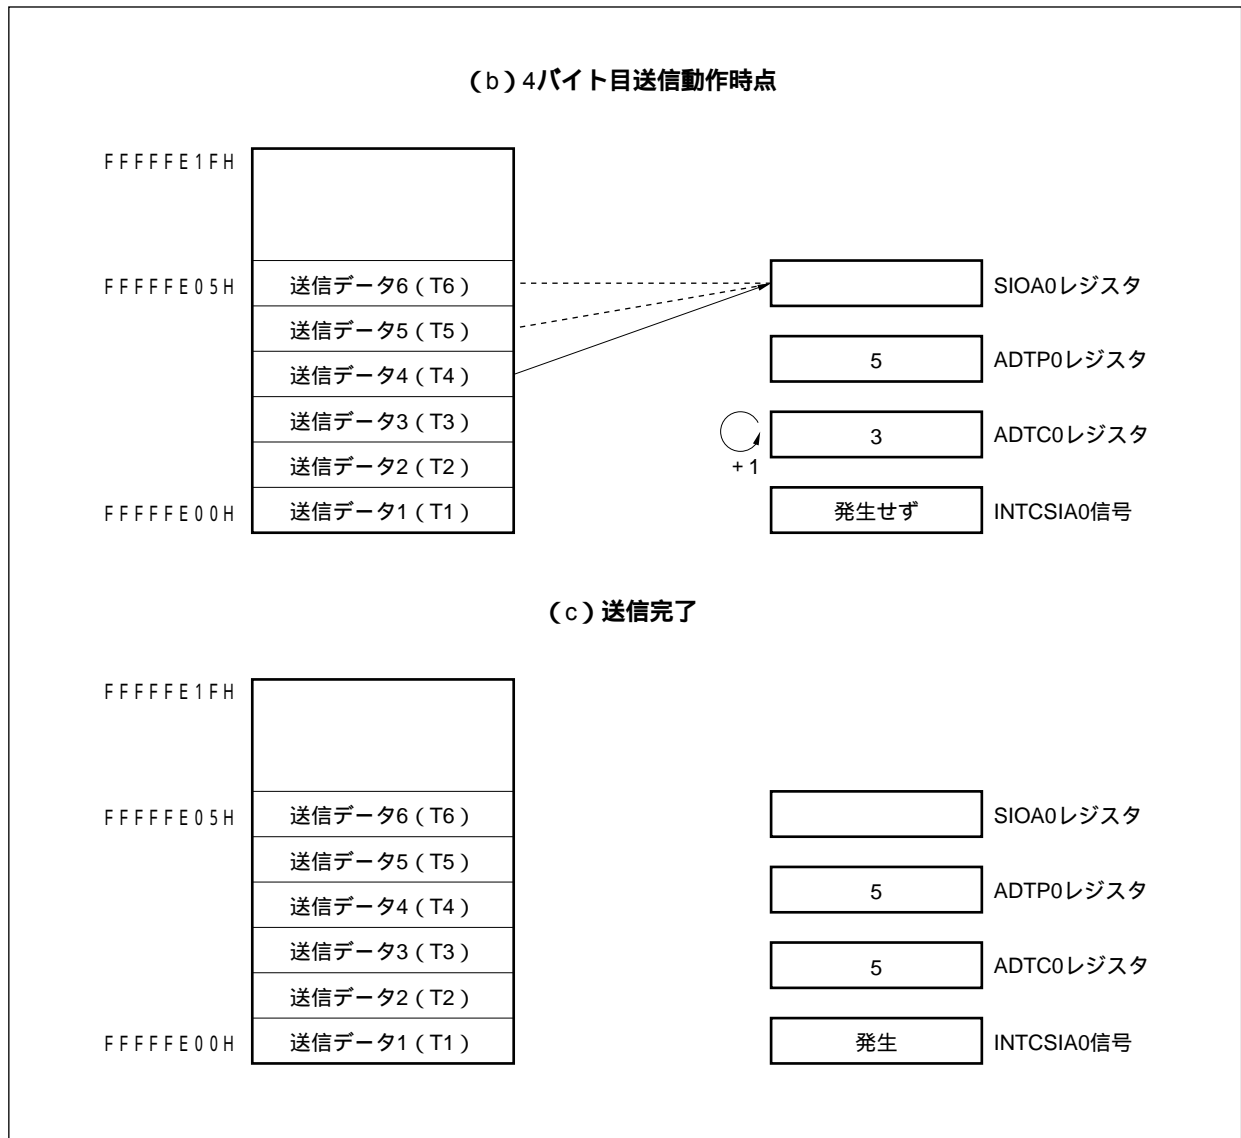 （b）4バイト目送信動作時点
FFFFFE1FH
FFFFFE05H 送信データ6（T6） SIOA0レジスタ
送信データ5（T5）
5 ADTP0レジスタ
送信データ4（T4）
送信データ3（T3） 3 ADTC0レジスタ
+1
送信データ2（T2）
FFFFFE00H 送信データ1（T1） 発生せず INTCSIA0信号
（c）送信完了
FFFFFE1FH
FFFFFE05H 送信データ6（T6） SIOA0レジスタ
送信データ5（T5）
5 ADTP0レジスタ
送信データ4（T4）
送信データ3（T3） 5 ADTC0レジスタ
送信データ2（T2）
FFFFFE00H 送信データ1（T1） 発生 INTCSIA0信号